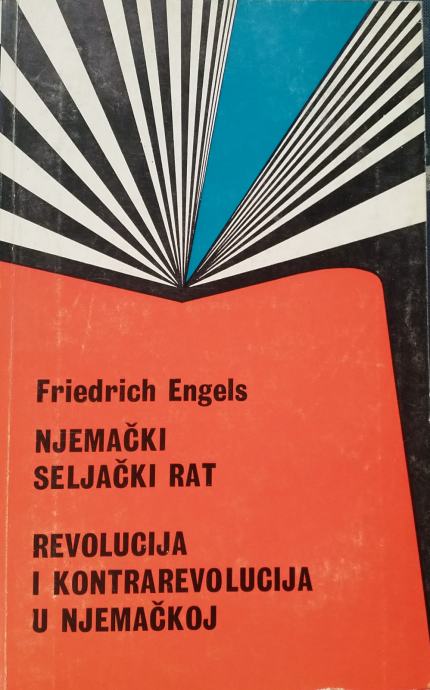 Friedrich Engels
NJEMAČKI
SELJAČKI RAT
REVOLUCIJA
I KONTRAREVOLUCIJA
U NJEMAČKOJ